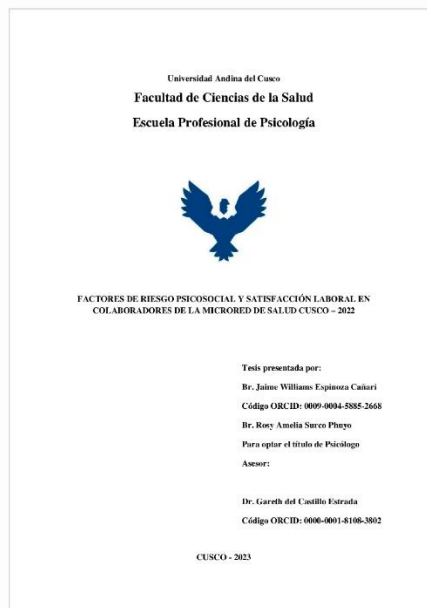 Universidad Andina del Cusco
Facultad de Ciencias de la Salud
Escuela Profesional de Psicología
FACTORES DE RIESGO PSICOSOCIAL Y SATISFACCIÓN LABORAL EN
COLABORADORES DE LA MICRORED DE SALUD CUSCO – 2022
Tesis presentada por:
Br. Jaime Williams Espinoza Cañari
Código ORCID: 0009-0004-5885-2668
Br. Rosy Amelia Surco Phuyo
Para optar el título de Psicólogo
Asesor:
Dr. Gareth del Castillo Estrada
Código ORCID: 0000-0001-8108-3802
CUSCO - 2023